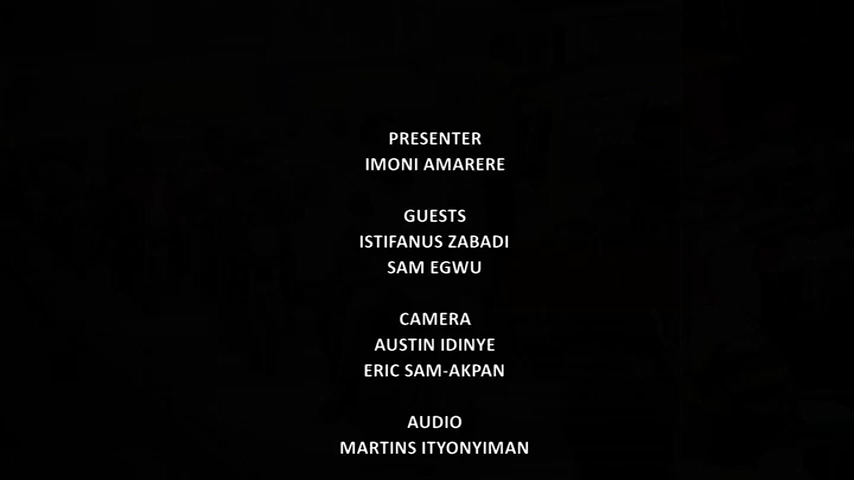 PRESENTER
IMONI AMARERE
GUESTS
ISTIFANUS ZABADI
SAM EGWU
CAMERA
AUSTIN IDINYE
ERIC SAM-AKPAN
AUDIO
MARTINS ITYONYIMAN